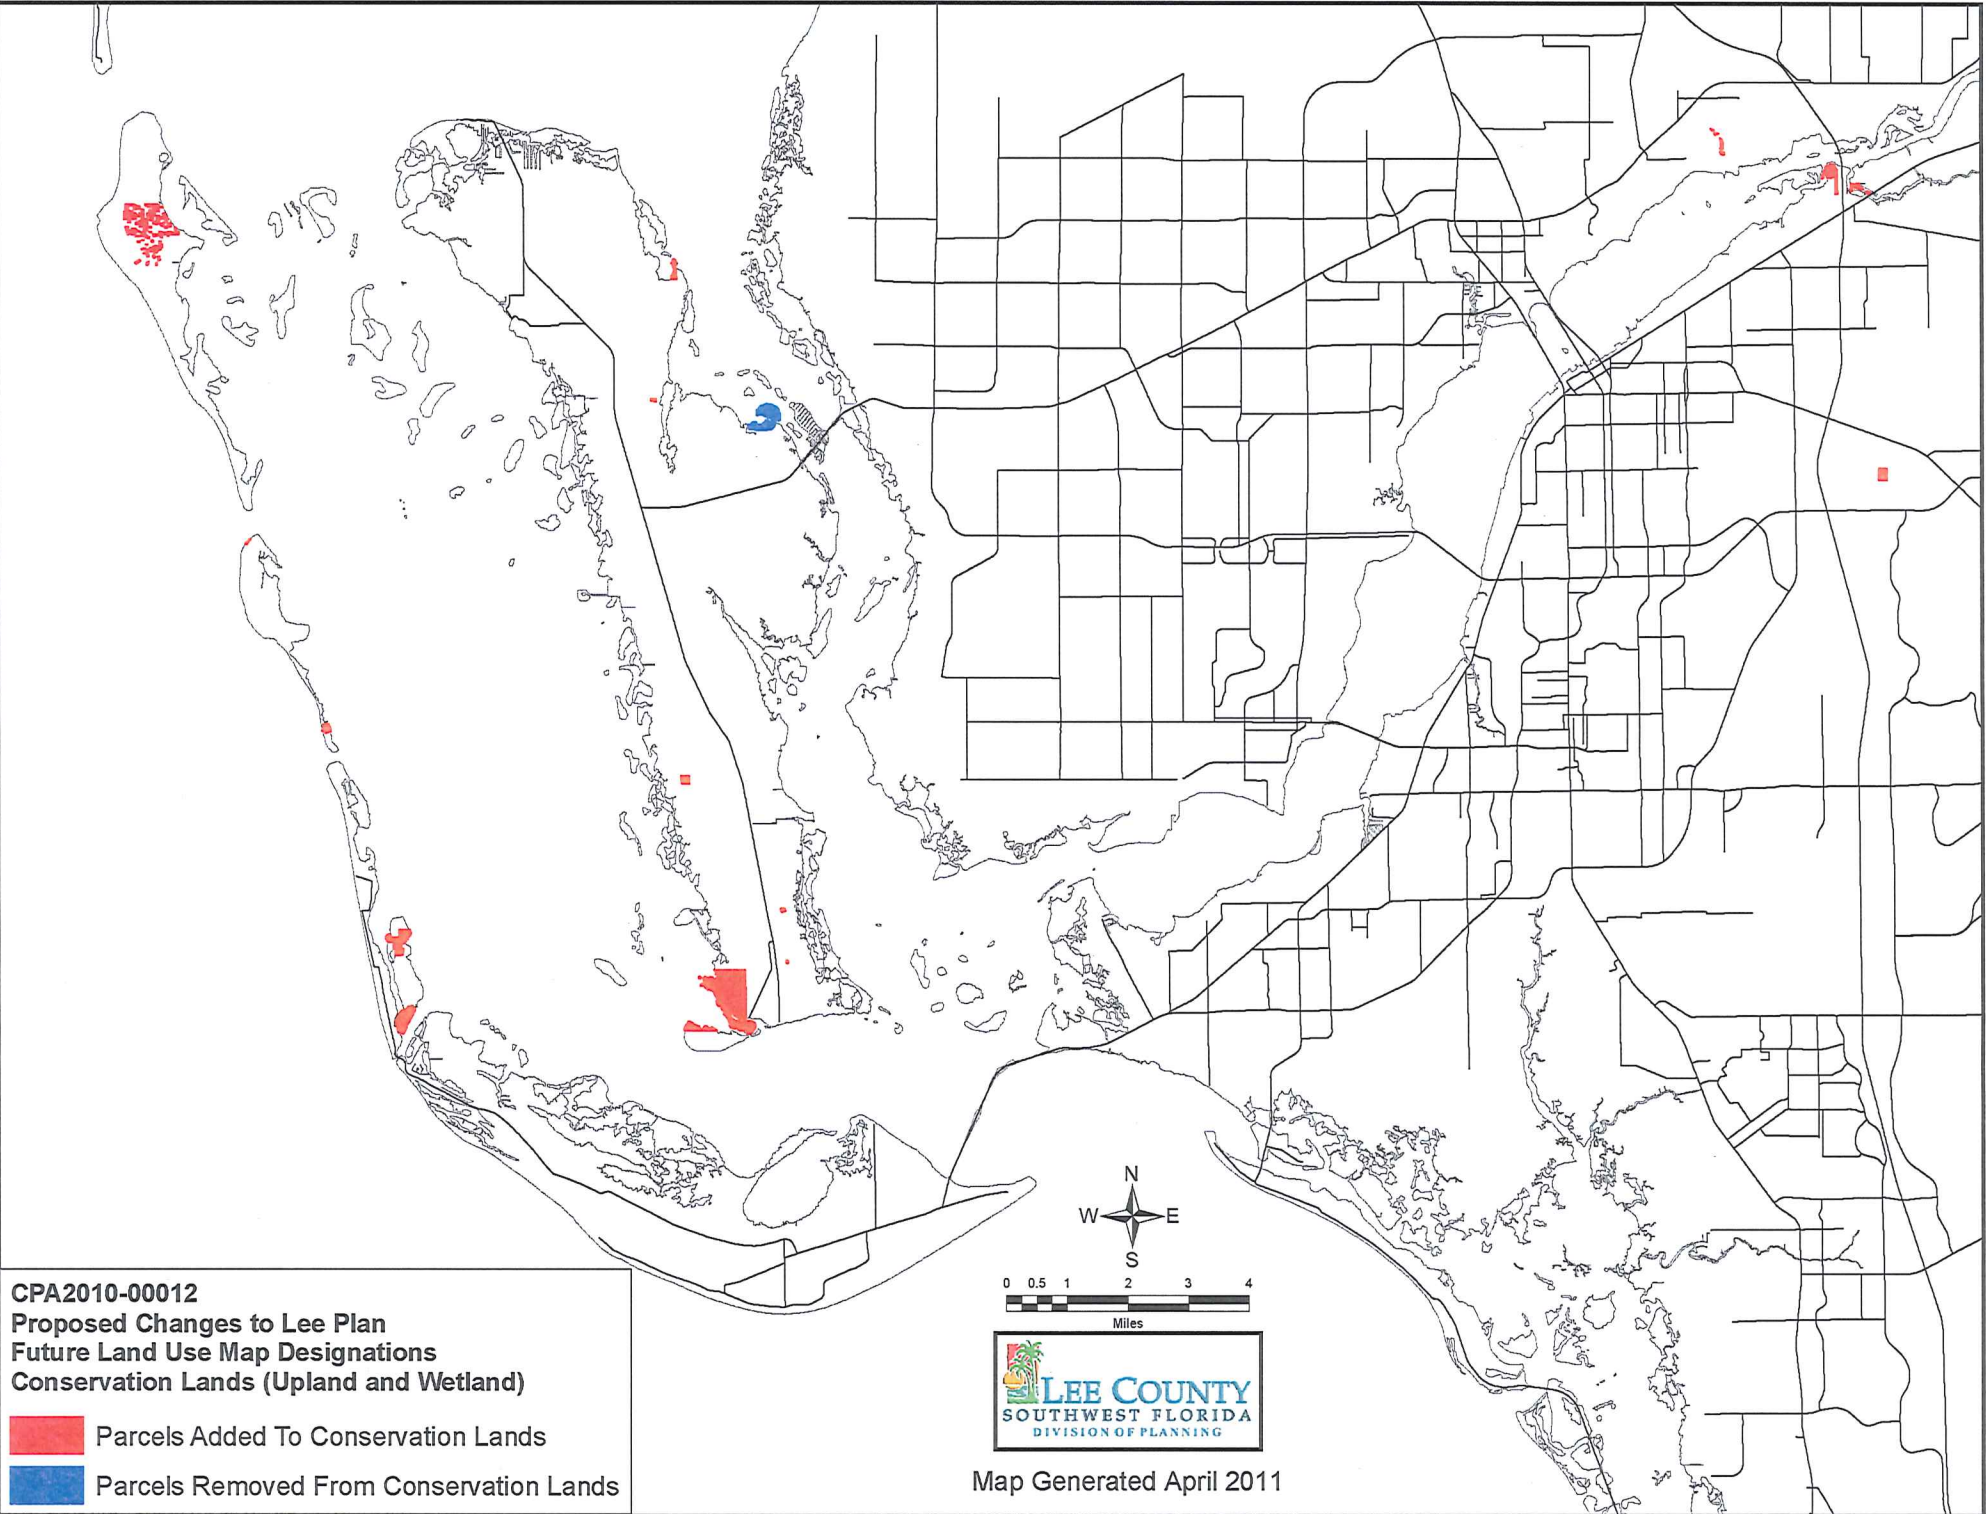 N
W E
S
0 0.5 1 2 3 4
Miles
LEE COUNTY
SOUTHWEST FLORIDA
DIVISION OF PLANNING
Map Generated April 2011
CPA2010-00012
Proposed Changes to Lee Plan
Future Land Use Map Designations
Conservation Lands (Upland and Wetland)
Parcels Added To Conservation Lands
Parcels Removed From Conservation Lands